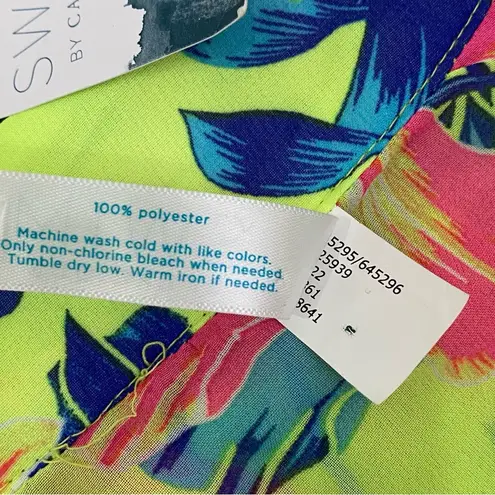 SW
BY CA
100% polyester
Machine wash cold with like colors.
Only non-chlorine bleach when needed.
Tumble dry low. Warm iron if needed.
5295/645296
25939
22
361
8641